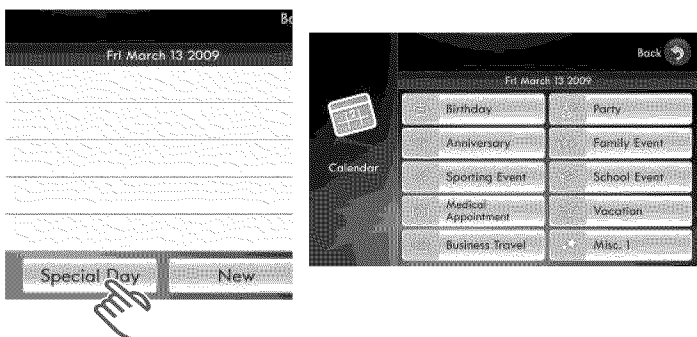 Ba
Fri March 13 2009
Special Day
New
Back
Fri March 13 2009
Calendar
Birthday
Party
Anniversary
Family Event
Sporting Event
School Event
Medical
Appointment
Vacation
Business Travel
Misc. 1